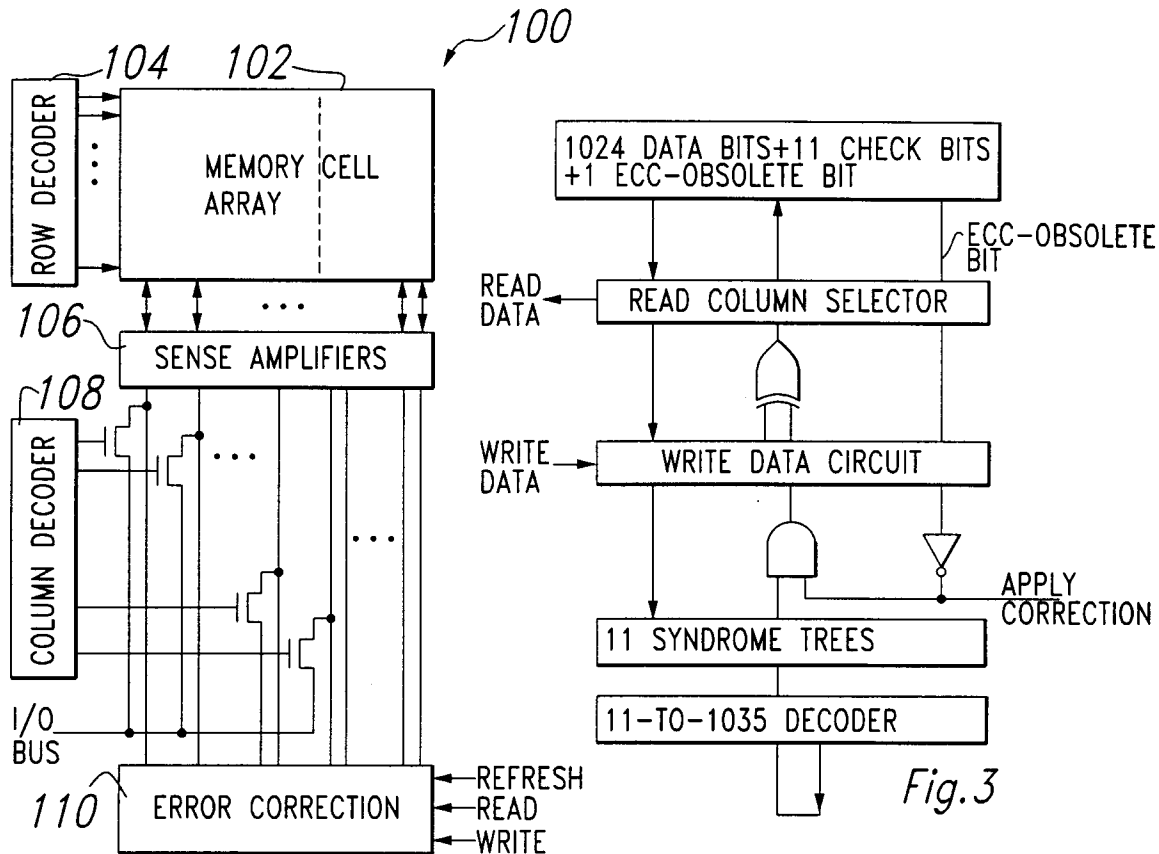 100
104
102
ROW DECODER
MEMORY CELL
ARRAY
106
SENSE AMPLIFIERS
108
COLUMN DECODER
I/O
BUS
110
ERROR CORRECTION
REFRESH
READ
WRITE
1024 DATA BITS+11 CHECK BITS
+1 ECC-OBSOLETE BIT
ECC-OBSOLETE
BIT
READ
DATA
READ COLUMN SELECTOR
WRITE
DATA
WRITE DATA CIRCUIT
APPLY
CORRECTION
11 SYNDROME TREES
11-TO-1035 DECODER
Fig.3